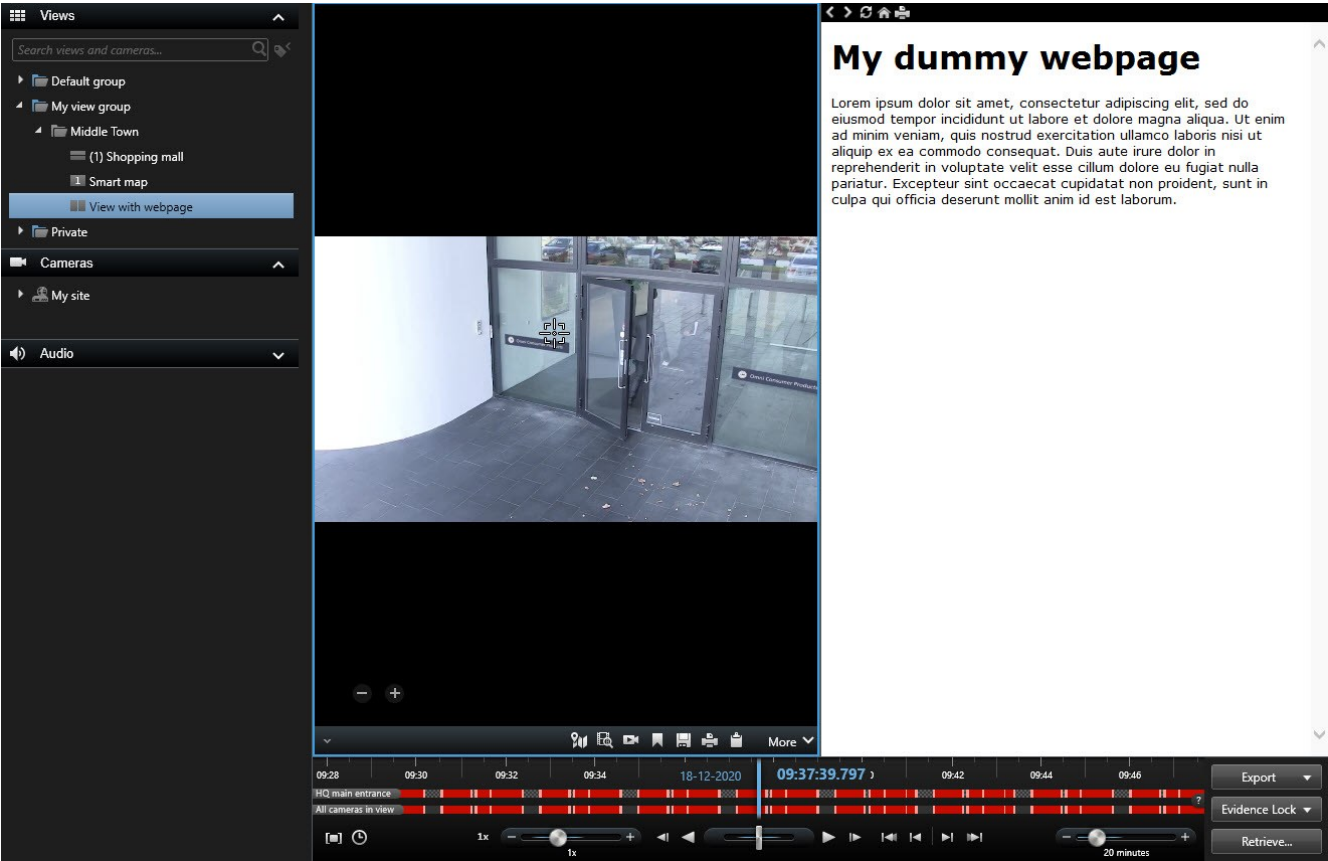 Views
Search views and cameras...
Default group
My view group
Middle Town
(1) Shopping mall
1 Smart map
View with webpage
Private
Cameras
My site
Audio
Omni Consumer Products
Omni Consumer Products
More
My dummy webpage
Lorem ipsum dolor sit amet, consectetur adipiscing elit, sed do
eiusmod tempor incididunt ut labore et dolore magna aliqua. Ut enim
ad minim veniam, quis nostrud exercitation ullamco laboris nisi ut
aliquip ex ea commodo consequat. Duis aute irure dolor in
reprehenderit in voluptate velit esse cillum dolore eu fugiat nulla
pariatur. Excepteur sint occaecat cupidatat non proident, sunt in
culpa qui officia deserunt mollit anim id est laborum.
09:28 09:30 09:32 09:34 18-12-2020 09:37:39.797 09:42 09:44 09:46
HQ main entrance
All cameras in view
?
1x
1x
20 minutes
Export
Evidence Lock
Retrieve...